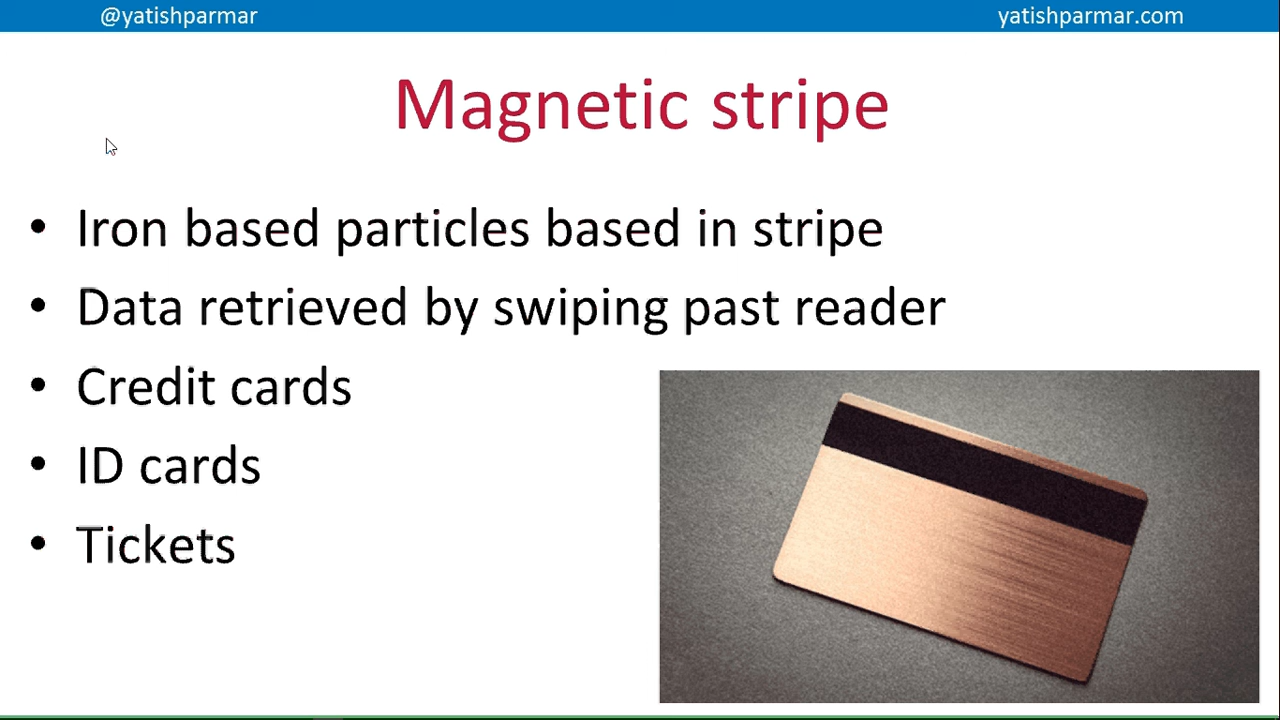 @yatishparmar
yatishparmar.com
Magnetic stripe
• Iron based particles based in stripe
• Data retrieved by swiping past reader
• Credit cards
• ID cards
• Tickets